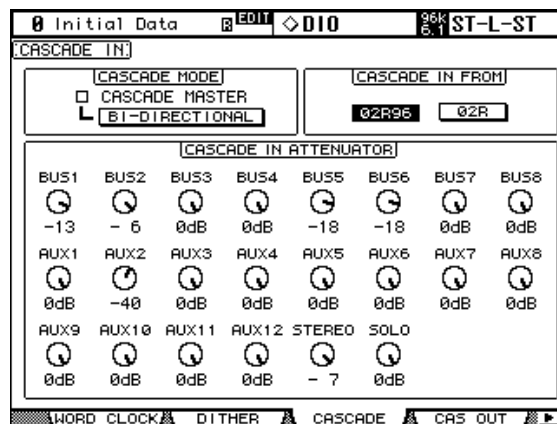 0 Initial Data EDIT DIO 96k 6.1 ST-L-ST
CASCADE IN
CASCADE MODE
CASCADE MASTER
BI-DIRECTIONAL
CASCADE IN FROM
02R96 02R
CASCADE IN ATTENUATOR
BUS1 BUS2 BUS3 BUS4 BUS5 BUS6 BUS7 BUS8
-13 - 6 0dB 0dB -18 -18 0dB 0dB
AUX1 AUX2 AUX3 AUX4 AUX5 AUX6 AUX7 AUX8
0dB -40 0dB 0dB 0dB 0dB 0dB 0dB
AUX9 AUX10 AUX11 AUX12 STEREO SOLO
0dB 0dB 0dB 0dB - 7 0dB
WORD CLOCK DITHER CASCADE CAS OUT